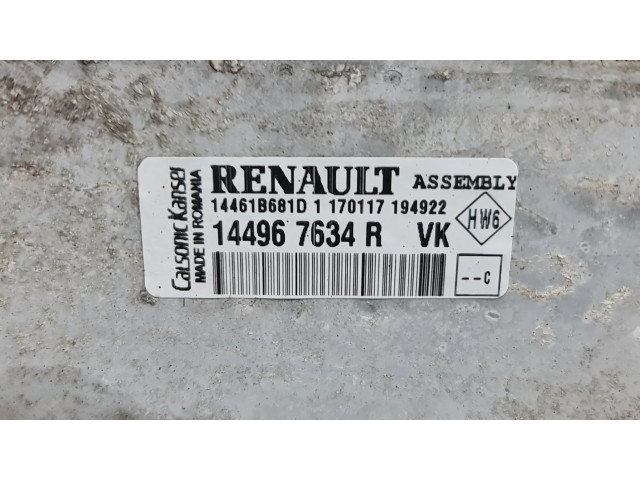 Calsonic Kansei
MADE IN ROMANIA
RENAULT ASSEMBLY
14461B681D 1 170117 194922
14496 7634 R VK
HW6
--C